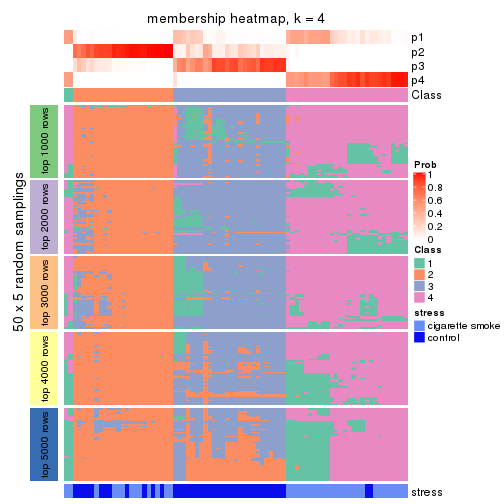 membership heatmap, k = 4
p1
p2
p3
p4
Class
50 x 5 random samplings
top 1000 rows
top 2000 rows
top 3000 rows
top 4000 rows
top 5000 rows
stress
Prob
1
0.8
0.6
0.4
0.2
0
Class
1
2
3
4
stress
cigarette smoke
control